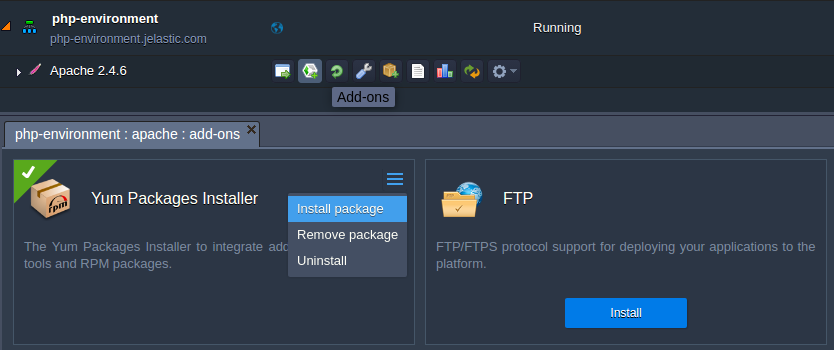 php-environment
php-environment.jelastic.com
Running
Apache 2.4.6
Add-ons
php-environment : apache : add-ons
Yum Packages Installer
Install package
Remove package
Uninstall
The Yum Packages Installer to integrate add
tools and RPM packages.
rpm
FTP
FTP/FTPS protocol support for deploying your applications to the
platform.
Install